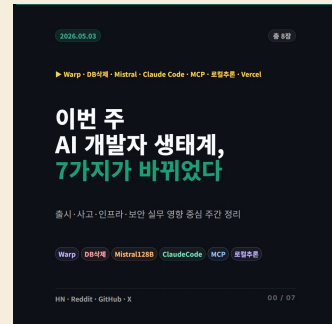 2026.05.03
총 8장
▶ Warp · DB삭제 · Mistral · Claude Code · MCP · 로컬추론 · Vercel
이번 주
AI 개발자 생태계,
7가지가 바뀌었다
출시·사고·인프라·보안 실무 영향 중심 주간 정리
Warp DB삭제 Mistral128B ClaudeCode MCP 로컬추론
HN · Reddit · GitHub · X
00 / 07